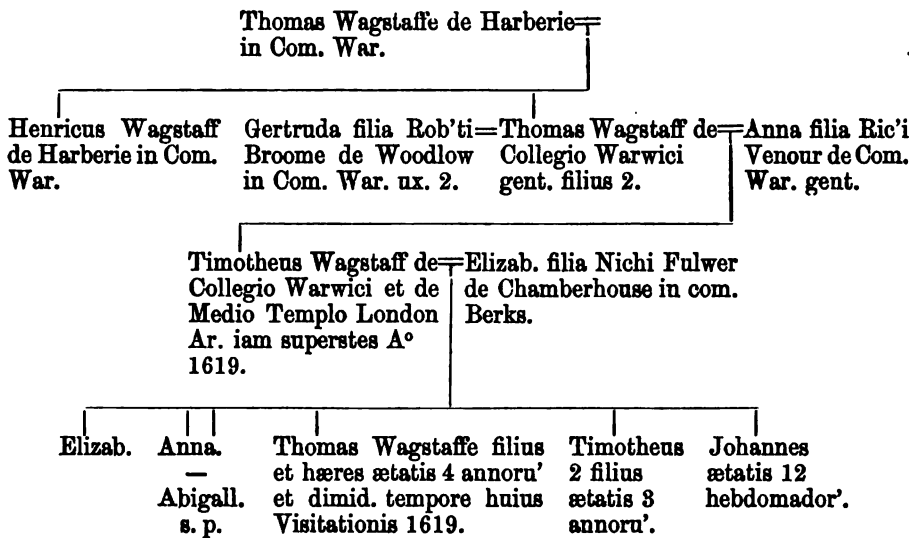 Thomas Wagstaffe de Harberie=
in Com. War.
Henricus Wagstaff
de Harberie in Com.
War.
Gertruda filia Rob'ti=
Broome de Woodlow
in Com. War. ux. 2.
Thomas Wagstaff de=
Collegio Warwici
gent. filius 2.
Anna filia Ric'i
Venour de Com.
War. gent.
Timotheus Wagstaff de=
Collegio Warwici et de
Medio Templo London
Ar. iam superstes Aº
1619.
Elizab. filia Nichi Fulwer
de Chamberhouse in com.
Berks.
Elizab.
Anna.
—
Abigall.
s. p.
Thomas Wagstaffe filius
et hæres ætatis 4 annoru'
et dimid. tempore huius
Visitationis 1619.
Timotheus
2 filius
ætatis 3
annoru'.
Johannes
ætatis 12
hebdomador'.